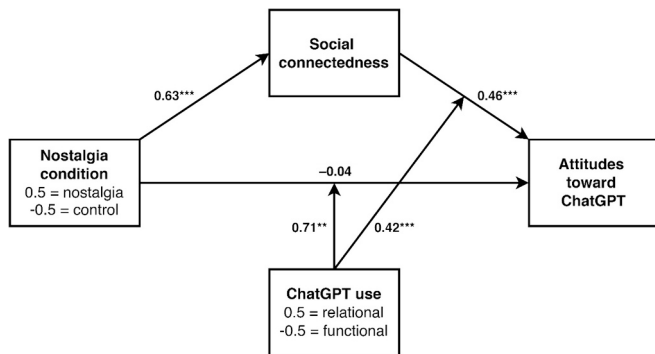 Social
connectedness
0.63***
0.46***
Nostalgia
condition
0.5 = nostalgia
-0.5 = control
–0.04
Attitudes
toward
ChatGPT
0.71**
0.42***
ChatGPT use
0.5 = relational
-0.5 = functional